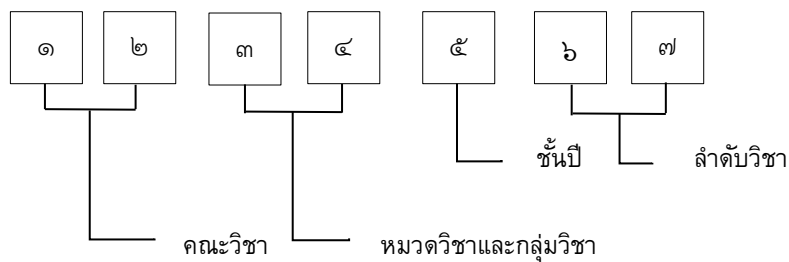 ๑ ๒ ๓ ๔ ๕ ๖ ๗
ชั้นปี ลำดับวิชา
คณะวิชา หมวดวิชาและกลุ่มวิชา